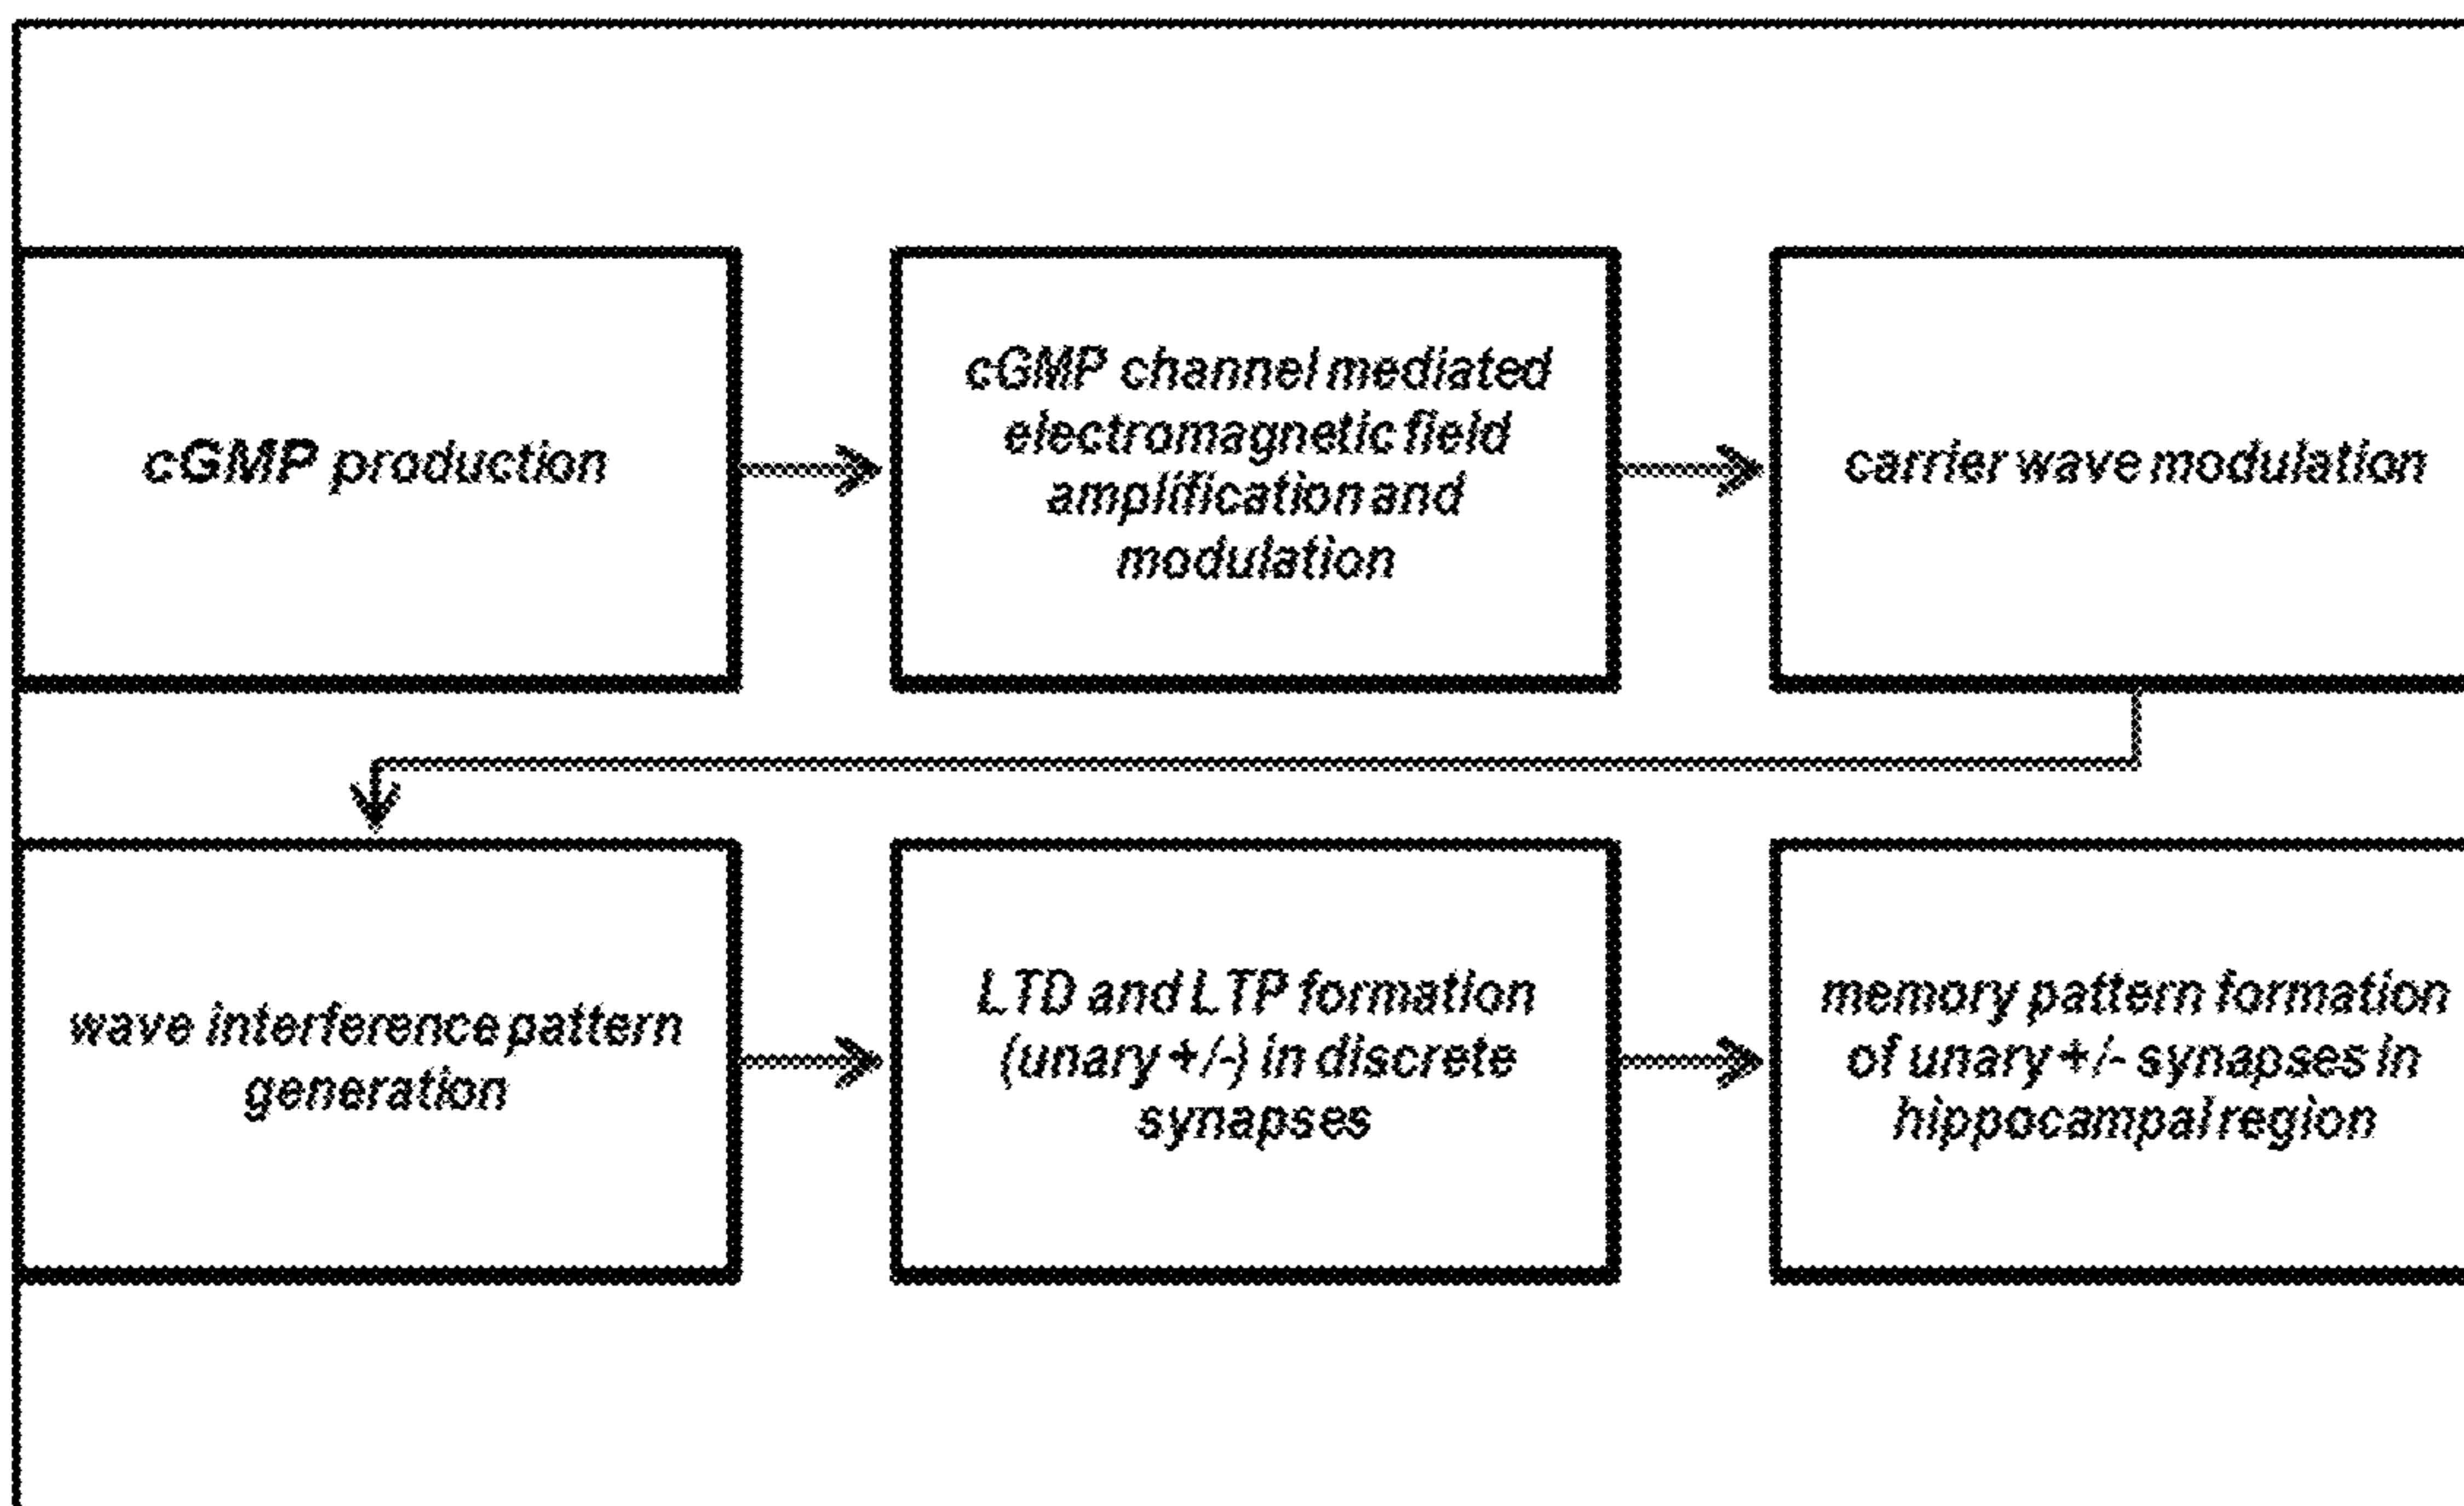 cGMP production
cGMP channel mediated
electromagnetic field
amplification and
modulation
carrier wave modulation
wave interference pattern
generation
LTD and LTP formation
(unary +/-) in discrete
synapses
memory pattern formation
of unary +/- synapses in
hippocampal region